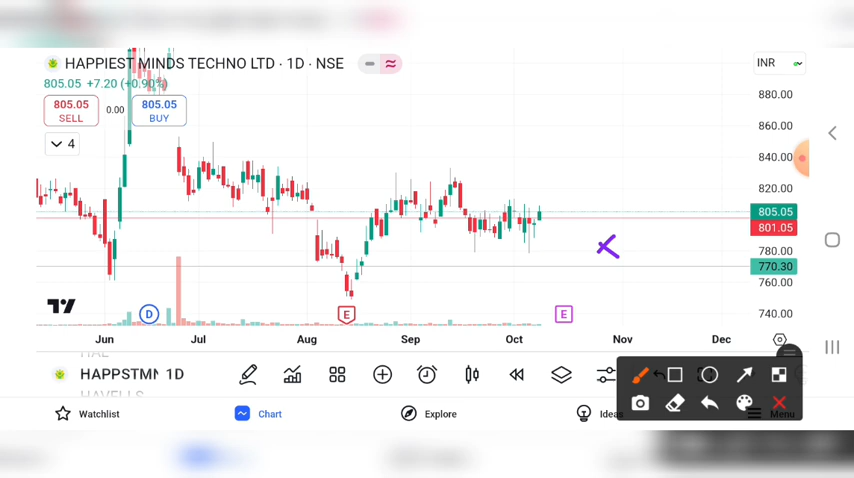 HAPPIEST MINDS TECHNO LTD · 1D · NSE
INR
805.05 +7.20 (+0.90%)
805.05
SELL
0.00
805.05
BUY
4
880.00
860.00
840.00
820.00
805.05
801.05
780.00
770.30
760.00
740.00
D
E
E
Jun
Jul
Aug
Sep
Oct
Nov
Dec
HAL
HAPPSTMN 1D
HAVELLS
Watchlist
Chart
Explore
Ideas
Menu